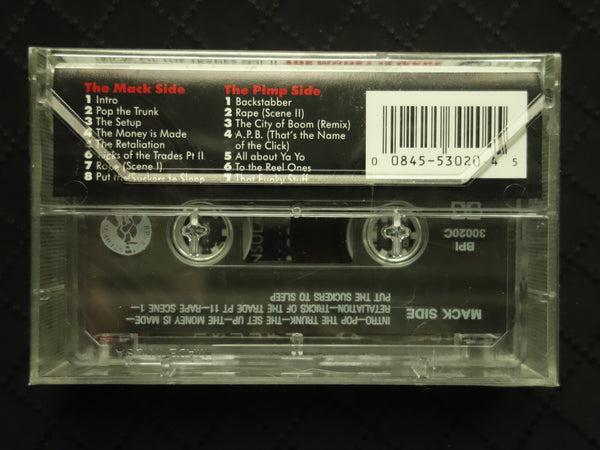 The Mack Side
1 Intro
2 Pop the Trunk
3 The Setup
4 The Money is Made
5 The Retaliation
6 Tricks of the Trades Pt II
7 Rape (Scene I)
8 Put the Suckers to Sleep
The Pimp Side
1 Backstabber
2 Rape (Scene II)
3 The City of Boom (Remix)
4 A.P.B. (That's the Name
of the Click)
5 All about Ya Yo
6 To the Reel Ones
7 That Funky Stuff
0 0845-53020 4 5
BPI
30020C
MACK SIDE
INTRO—POP THE TRUNK—THE SET UP—THE MONEY IS MADE—
RETALIATION—TRICKS OF THE TRADE PT 11—RAPE SCENE 1—
PUT THE SUCKERS TO SLEEP